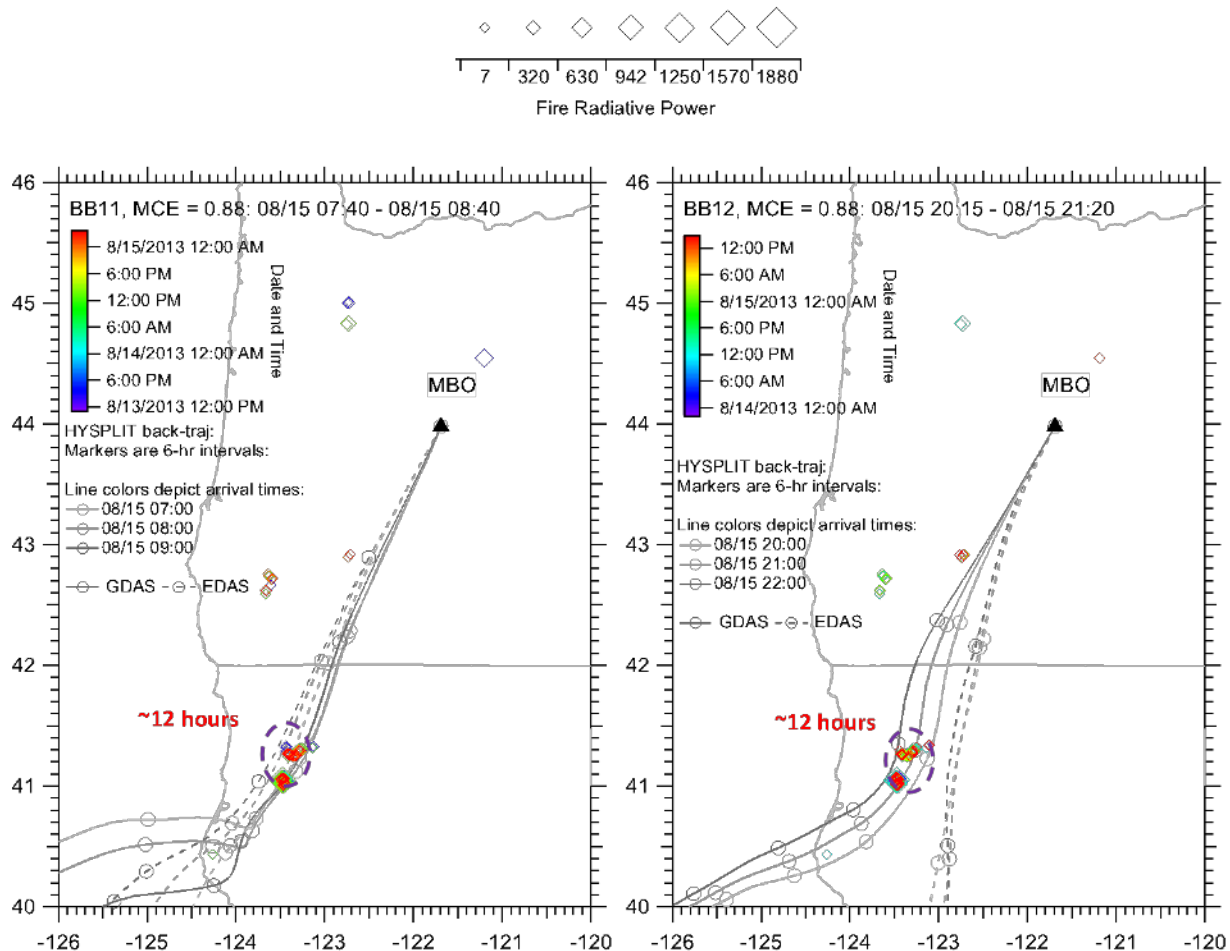 7 320 630 942 1250 1570 1880
Fire Radiative Power
46
45
44
43
42
41
40
BB11, MCE = 0.88: 08/15 07:40 - 08/15 08:40
8/15/2013 12:00 AM
6:00 PM
12:00 PM
6:00 AM
8/14/2013 12:00 AM
6:00 PM
8/13/2013 12:00 PM
Date and Time
MBO
HYSPLIT back-traj:
Markers are 6-hr intervals:
Line colors depict arrival times:
08/15 07:00
08/15 08:00
08/15 09:00
GDAS EDAS
~12 hours
-126 -125 -124 -123 -122 -121 -120
46
45
44
43
42
41
40
BB12, MCE = 0.88: 08/15 20:15 - 08/15 21:20
12:00 PM
6:00 AM
8/15/2013 12:00 AM
6:00 PM
12:00 PM
6:00 AM
8/14/2013 12:00 AM
Date and Time
MBO
HYSPLIT back-traj:
Markers are 6-hr intervals:
Line colors depict arrival times:
08/15 20:00
08/15 21:00
08/15 22:00
GDAS EDAS
~12 hours
-126 -125 -124 -123 -122 -121 -120